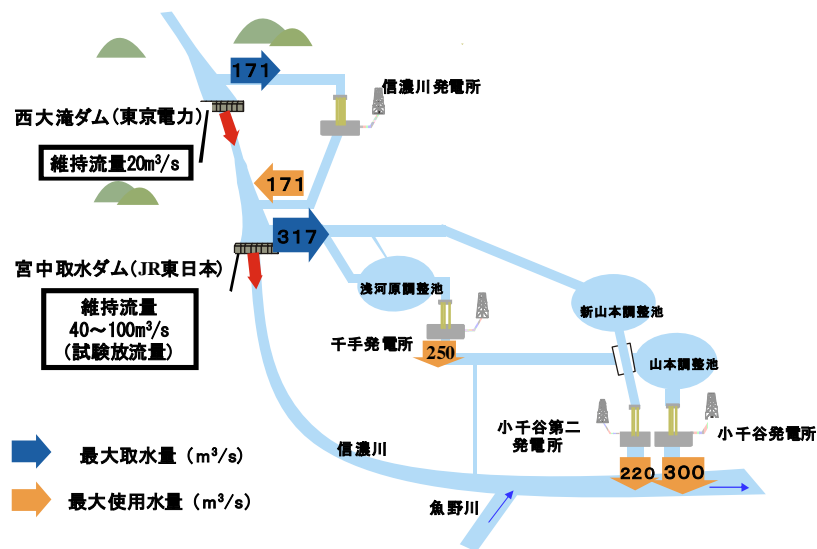 171
信濃川発電所
西大滝ダム(東京電力)
維持流量20m³/s
171
317
宮中取水ダム(JR東日本)
維持流量
40～100m³/s
(試験放流量)
浅河原調整池
新山本調整池
千手発電所
250
山本調整池
小千谷第二
発電所
小千谷発電所
220
300
信濃川
魚野川
最大取水量（m³/s）
最大使用水量（m³/s）